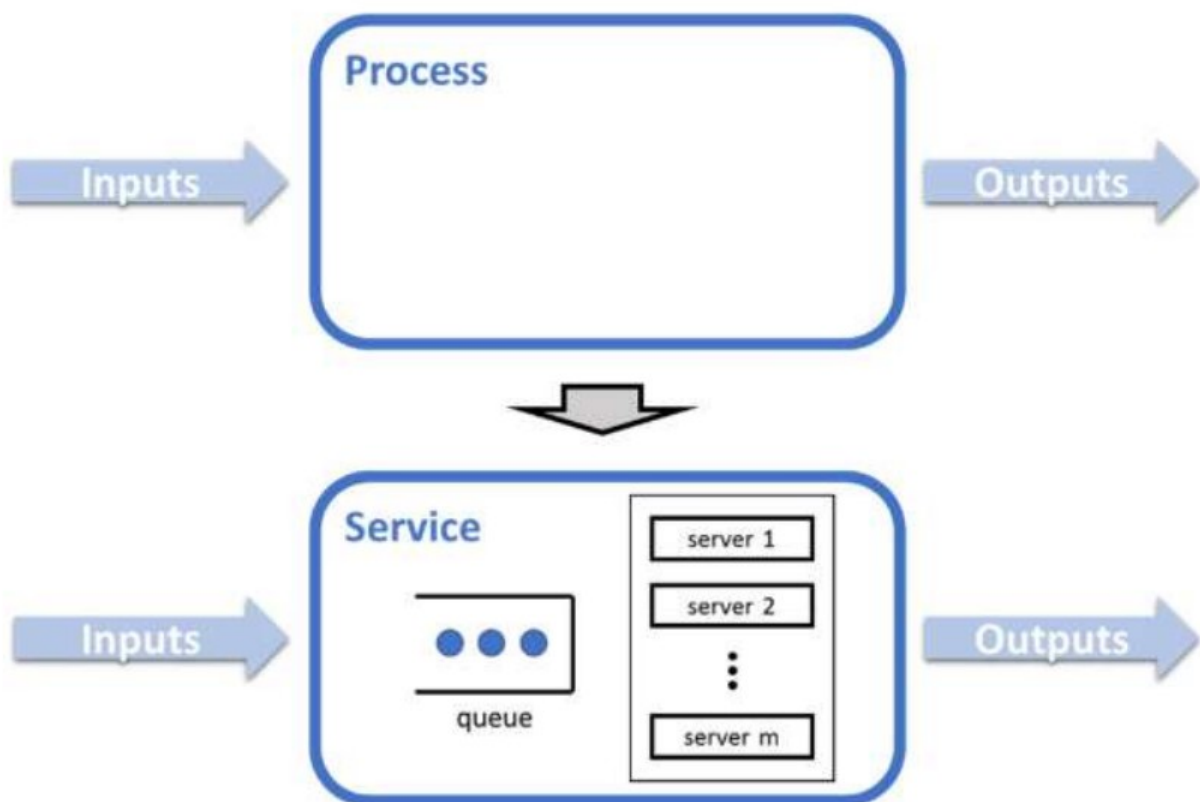 Process
Inputs
Outputs
Service
server 1
server 2
Inputs
Outputs
queue
server m